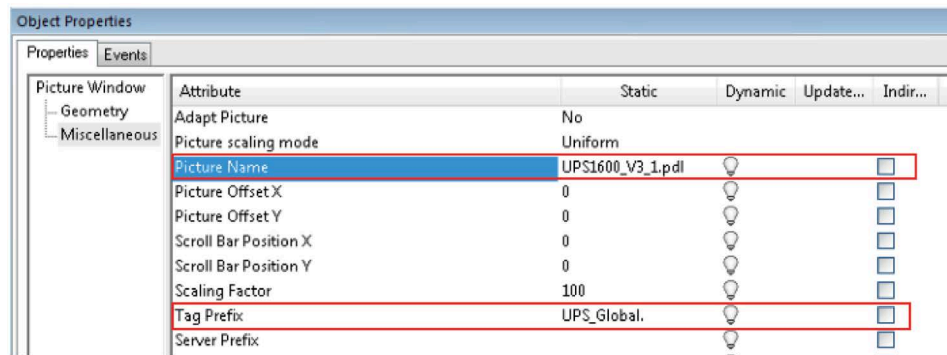 Object Properties
Properties Events
Picture Window
Geometry
Miscellaneous
Attribute Static Dynamic Update... Indir...
Adapt Picture No
Picture scaling mode Uniform
Picture Name UPS1600_V3_1.pdl
Picture Offset X 0
Picture Offset Y 0
Scroll Bar Position X 0
Scroll Bar Position Y 0
Scaling Factor 100
Tag Prefix UPS_Global.
Server Prefix